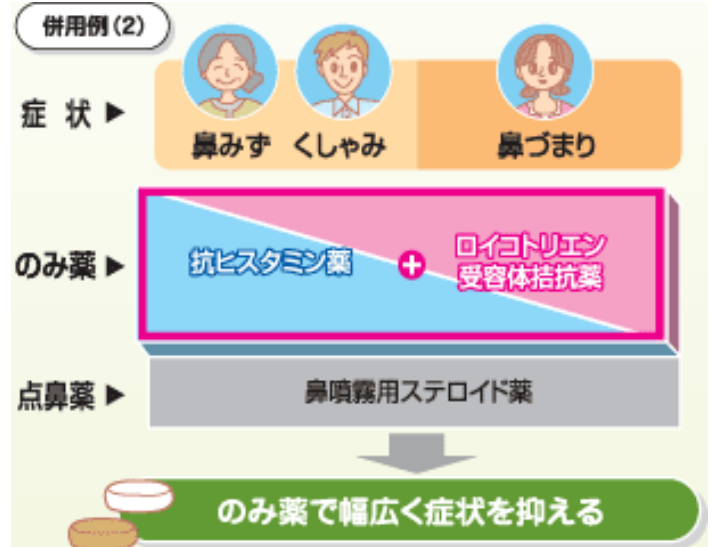 併用例(2)
症状▶
鼻みず くしゃみ 鼻づまり
のみ薬▶
抗ヒスタミン薬 + ロイコトリエン
受容体拮抗薬
点鼻薬▶ 鼻噴霧用ステロイド薬
のみ薬で幅広く症状を抑える